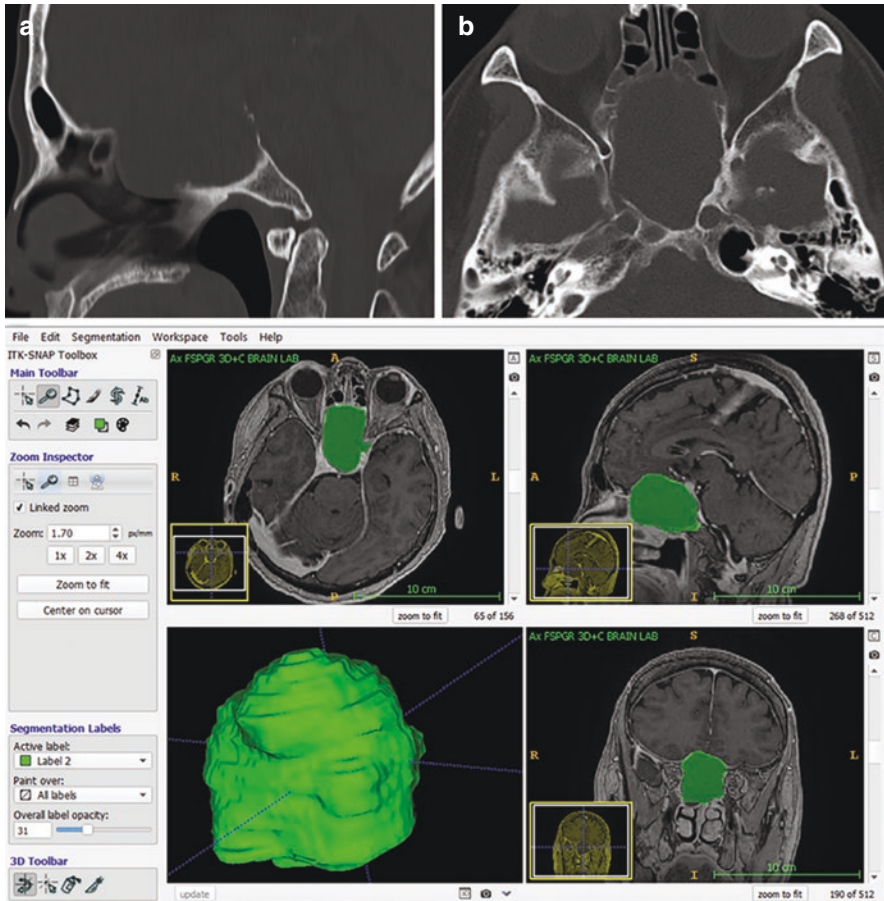 a
b
File Edit Segmentation Workspace Tools Help
ITK-SNAP Toolbox
Main Toolbar
Zoom Inspector
Linked zoom
Zoom: 1.70 px/mm
1x 2x 4x
Zoom to fit
Center on cursor
Segmentation Labels
Active label:
Label 2
Paint over:
All labels
Overall label opacity:
31
3D Toolbar
Ax FSPGR 3D+C BRAIN LAB
A
R
L
P
10 cm
A
zoom to fit 65 of 156
Ax FSPGR 3D+C BRAIN LAB
S
A
P
I
10 cm
S
zoom to fit 268 of 512
update
Ax FSPGR 3D+C BRAIN LAB
S
R
L
I
10 cm
C
zoom to fit 190 of 512